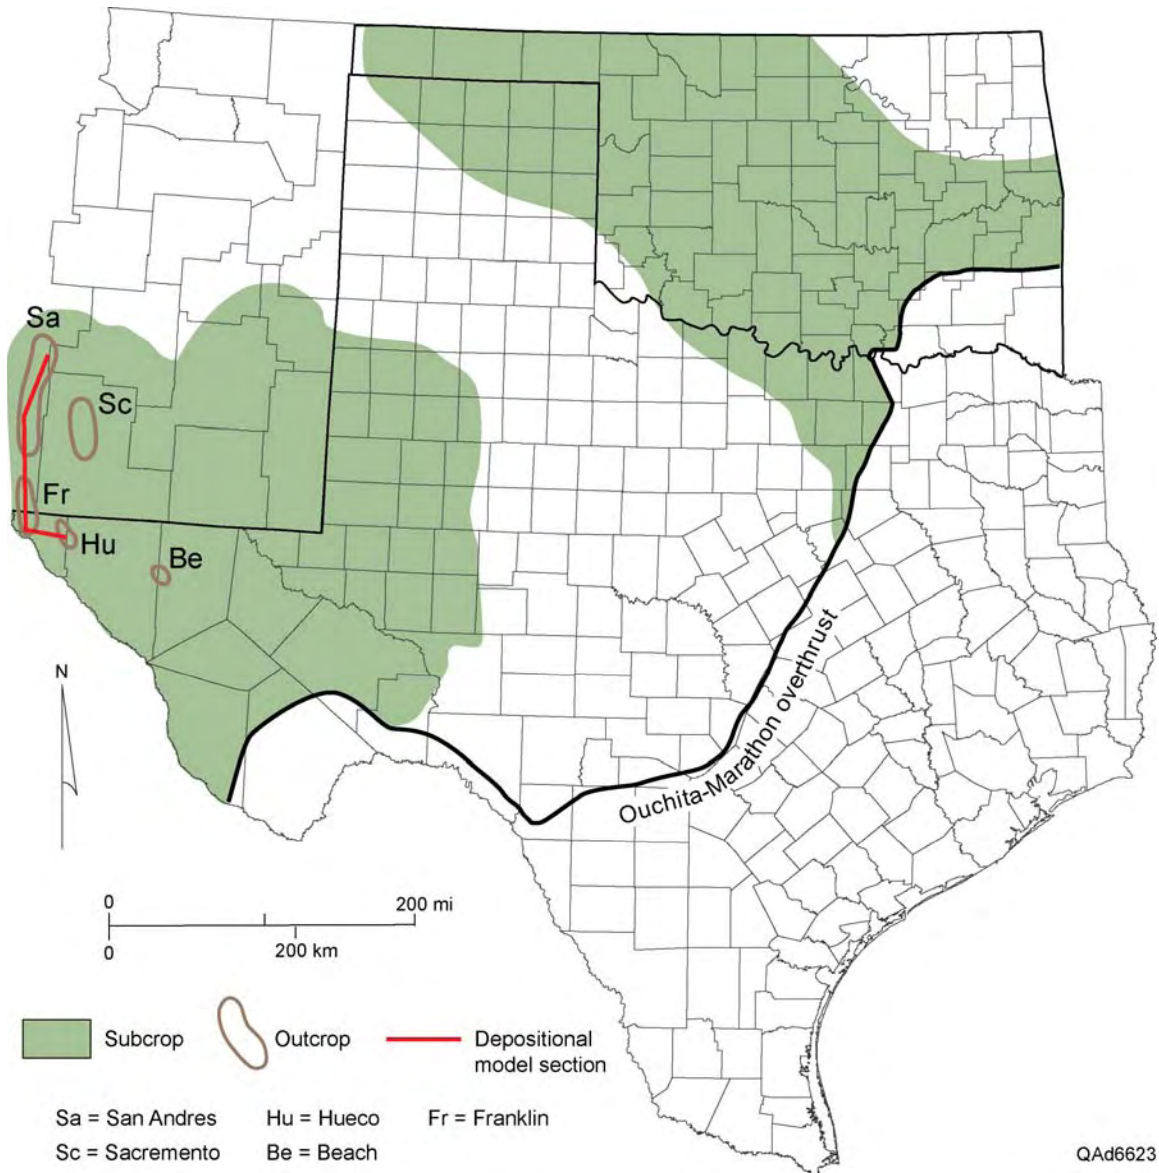 Sa
Sc
Fr
Hu
Be
N
Ouchita-Marathon overthrust
0 200 mi
0 200 km
Subcrop Outcrop Depositional
model section
Sa = San Andres Hu = Hueco Fr = Franklin
Sc = Sacremento Be = Beach
QAd6623